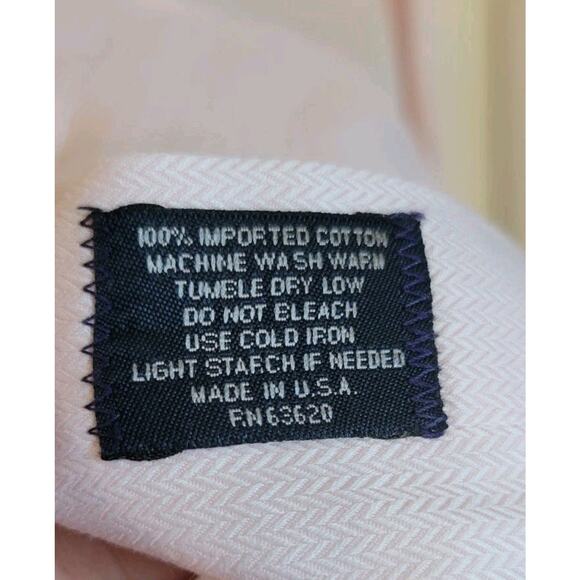 100% IMPORTED COTTON
MACHINE WASH WARM
TUMBLE DRY LOW
DO NOT BLEACH
USE COLD IRON
LIGHT STARCH IF NEEDED
MADE IN U.S.A.
RN 63620